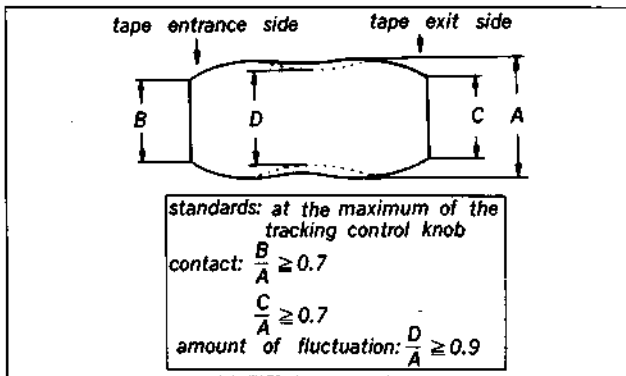 tape entrance side
tape exit side
B
D
C
A
standards: at the maximum of the
tracking control knob
contact: B/A ≧ 0.7
C/A ≧ 0.7
amount of fluctuation: D/A ≧ 0.9